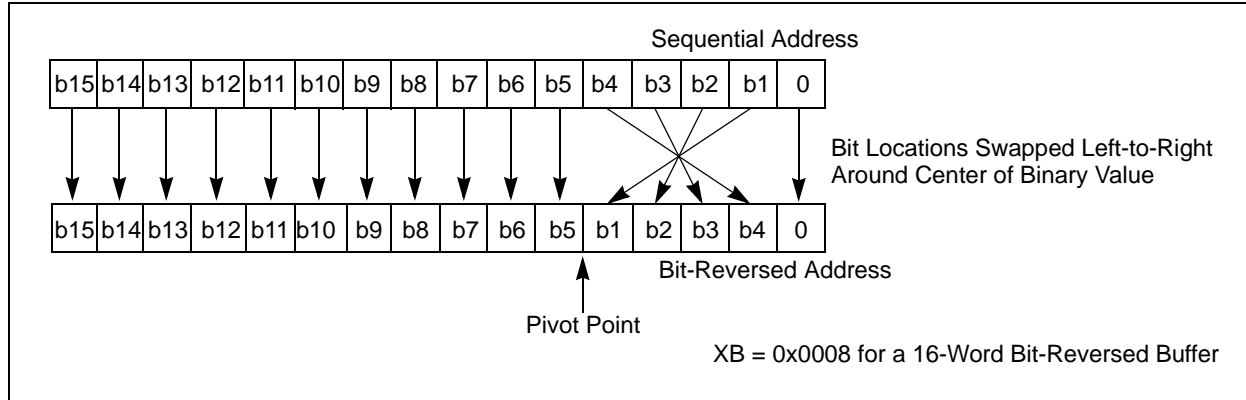 Sequential Address
b15 b14 b13 b12 b11 b10 b9 b8 b7 b6 b5 b4 b3 b2 b1 0
Bit Locations Swapped Left-to-Right
Around Center of Binary Value
b15 b14 b13 b12 b11 b10 b9 b8 b7 b6 b5 b1 b2 b3 b4 0
Bit-Reversed Address
Pivot Point
XB = 0x0008 for a 16-Word Bit-Reversed Buffer